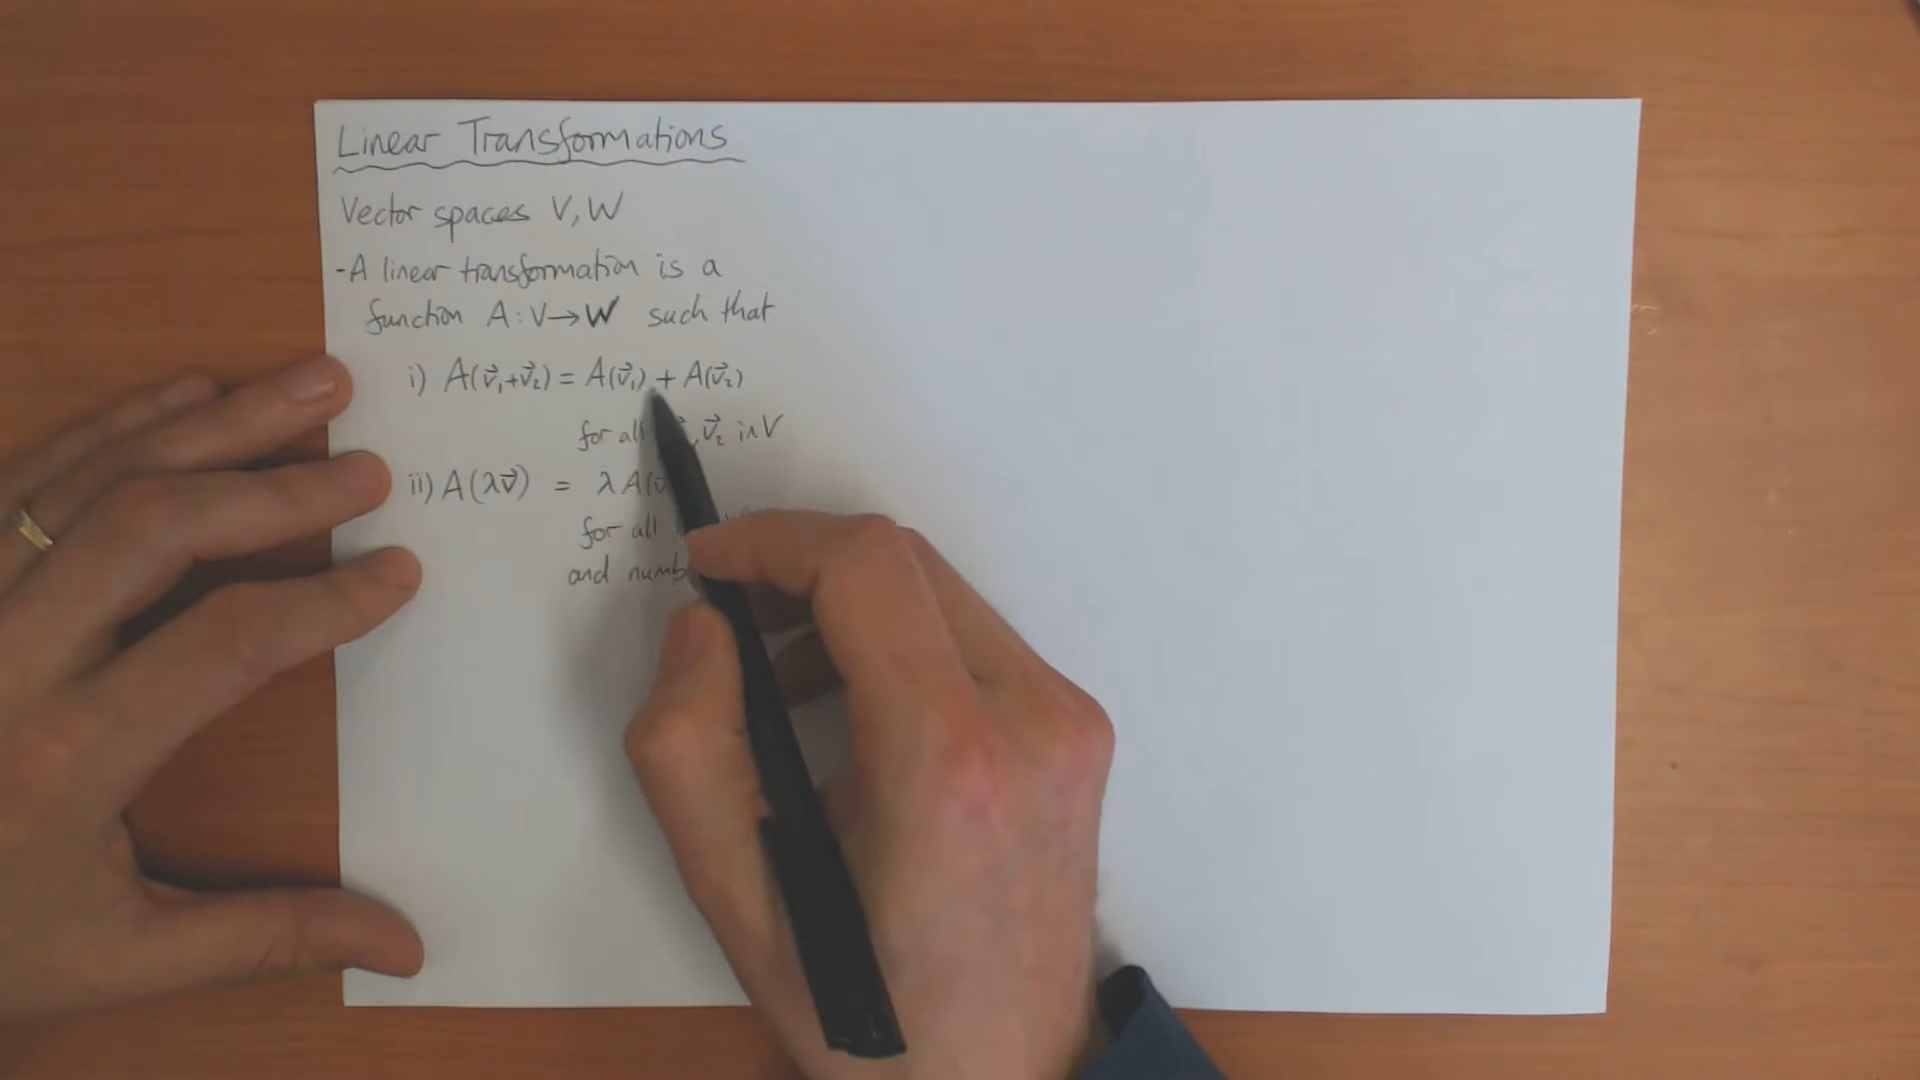 Linear Transformations
Vector spaces V, W
-A linear transformation is a
function A: V→W such that
i) A(v⃗₁+v⃗₂) = A(v⃗₁) + A(v⃗₂)
for all , v⃗₂ in V
ii) A(λv⃗) = λ A(
for all
and